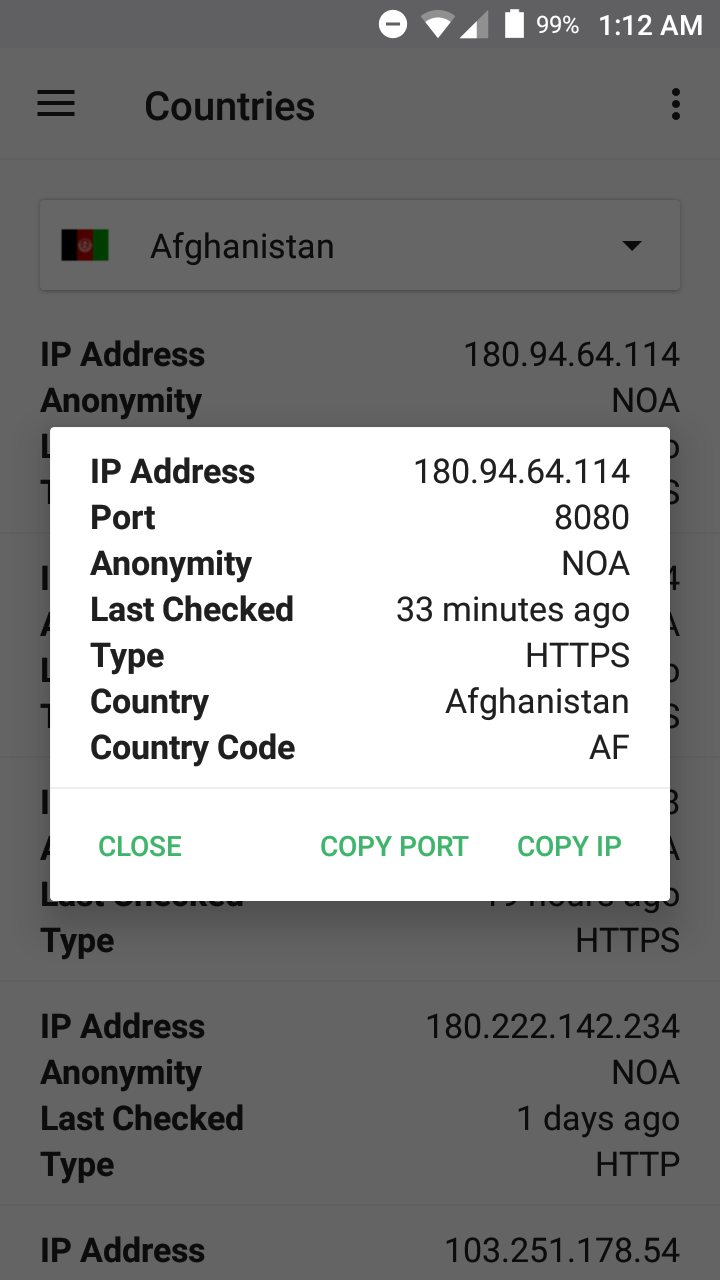 99% 1:12 AM
Countries
Afghanistan
IP Address 180.94.64.114
Anonymity NOA
IP Address 180.94.64.114
Port 8080
Anonymity NOA
Last Checked 33 minutes ago
Type HTTPS
Country Afghanistan
Country Code AF
CLOSE COPY PORT COPY IP
Last Checked 19 hours ago
Type HTTPS
IP Address 180.222.142.234
Anonymity NOA
Last Checked 1 days ago
Type HTTP
IP Address 103.251.178.54